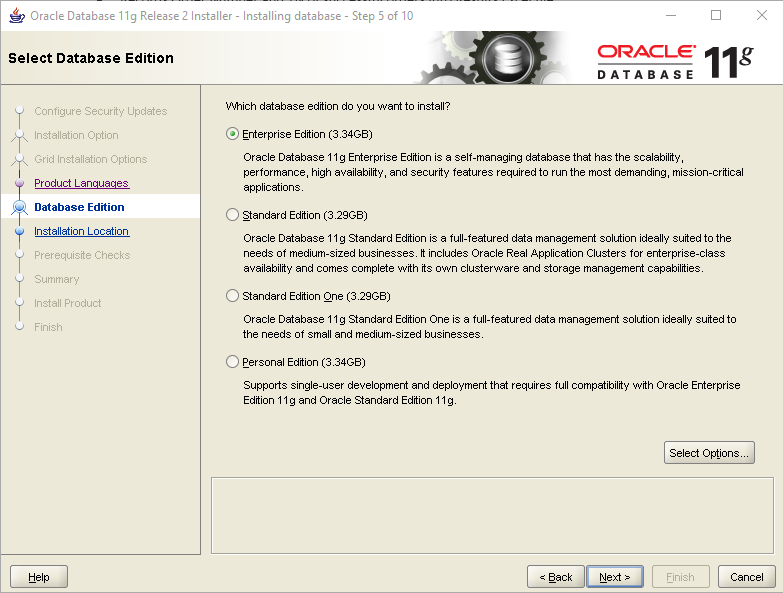 Oracle Database 11g Release 2 Installer - Installing database - Step 5 of 10
Select Database Edition
ORACLE
DATABASE
11g
Configure Security Updates
Installation Option
Grid Installation Options
Product Languages
Database Edition
Installation Location
Prerequisite Checks
Summary
Install Product
Finish
Which database edition do you want to install?
Enterprise Edition (3.34GB)
Oracle Database 11g Enterprise Edition is a self-managing database that has the scalability,
performance, high availability, and security features required to run the most demanding, mission-critical
applications.
Standard Edition (3.29GB)
Oracle Database 11g Standard Edition is a full-featured data management solution ideally suited to the
needs of medium-sized businesses. It includes Oracle Real Application Clusters for enterprise-class
availability and comes complete with its own clusterware and storage management capabilities.
Standard Edition One (3.29GB)
Oracle Database 11g Standard Edition One is a full-featured data management solution ideally suited to
the needs of small and medium-sized businesses.
Personal Edition (3.34GB)
Supports single-user development and deployment that requires full compatibility with Oracle Enterprise
Edition 11g and Oracle Standard Edition 11g.
Select Options...
Help
< Back
Next >
Finish
Cancel